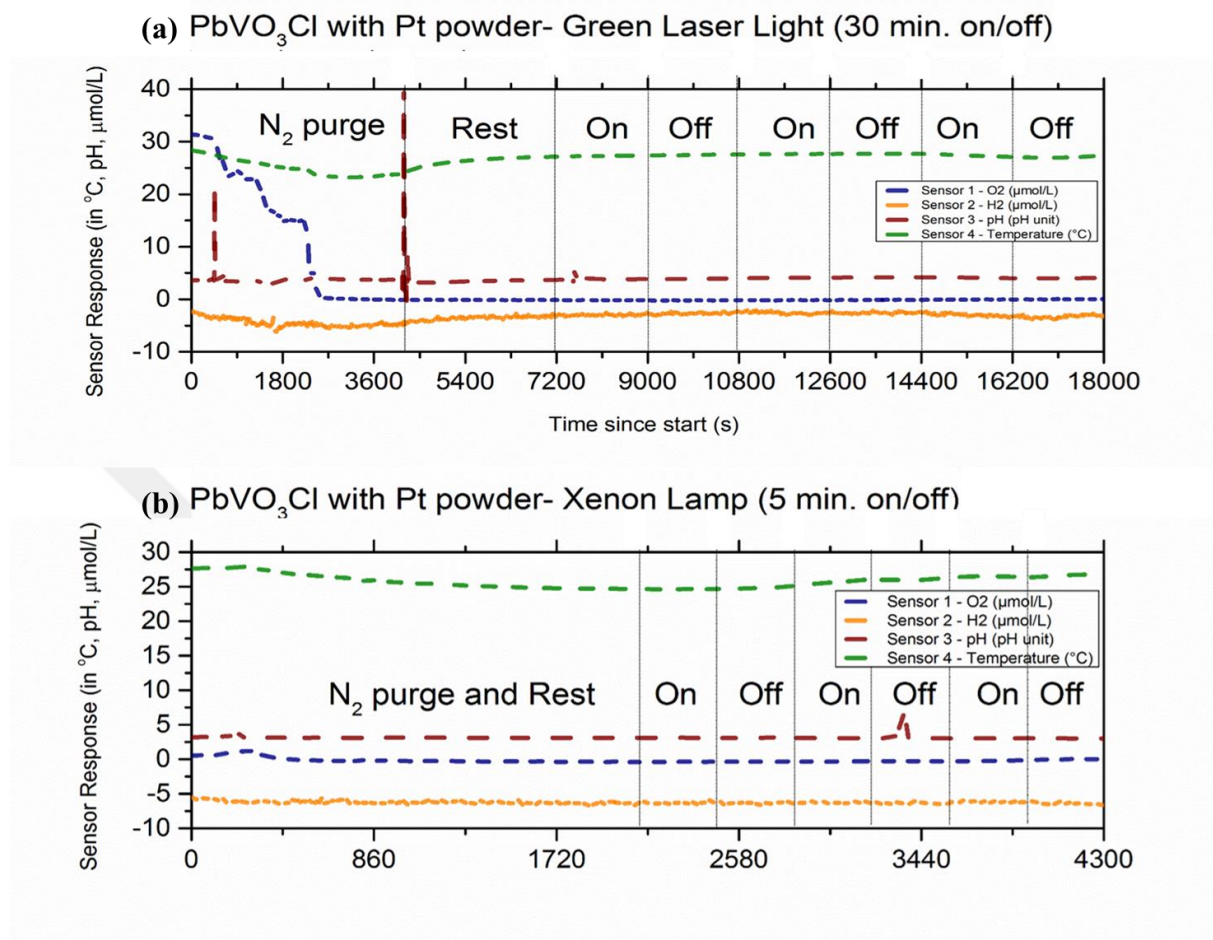 (a) PbVO₃Cl with Pt powder- Green Laser Light (30 min. on/off)
Sensor Response (in °C, pH, μmol/L)
40
30
20
10
0
-10
N₂ purge Rest On Off On Off On Off
Sensor 1 - O2 (μmol/L)
Sensor 2 - H2 (μmol/L)
Sensor 3 - pH (pH unit)
Sensor 4 - Temperature (°C)
0 1800 3600 5400 7200 9000 10800 12600 14400 16200 18000
Time since start (s)
(b) PbVO₃Cl with Pt powder- Xenon Lamp (5 min. on/off)
Sensor Response (in °C, pH, μmol/L)
30
25
20
15
10
5
0
-5
-10
Sensor 1 - O2 (μmol/L)
Sensor 2 - H2 (μmol/L)
Sensor 3 - pH (pH unit)
Sensor 4 - Temperature (°C)
N₂ purge and Rest On Off On Off On Off
0 860 1720 2580 3440 4300